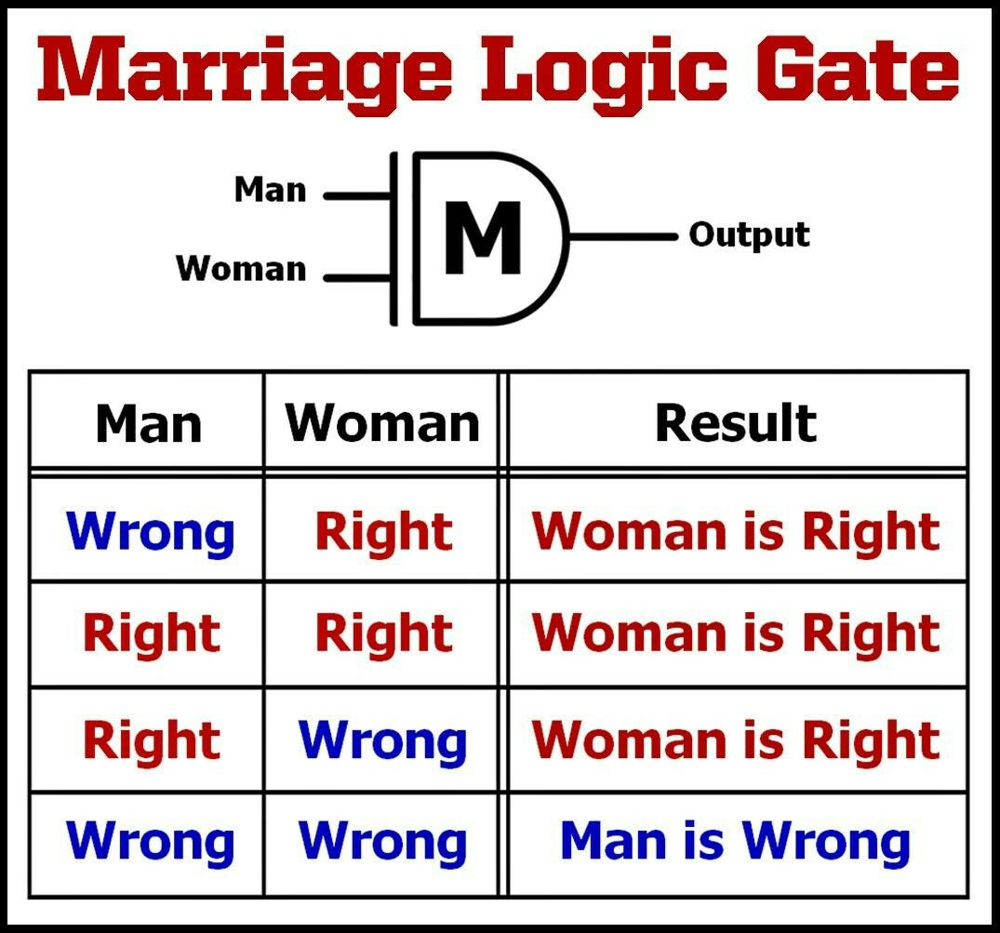 Marriage Logic Gate
Man
M
Output
Woman
Man Woman Result
Wrong Right Woman is Right
Right Right Woman is Right
Right Wrong Woman is Right
Wrong Wrong Man is Wrong